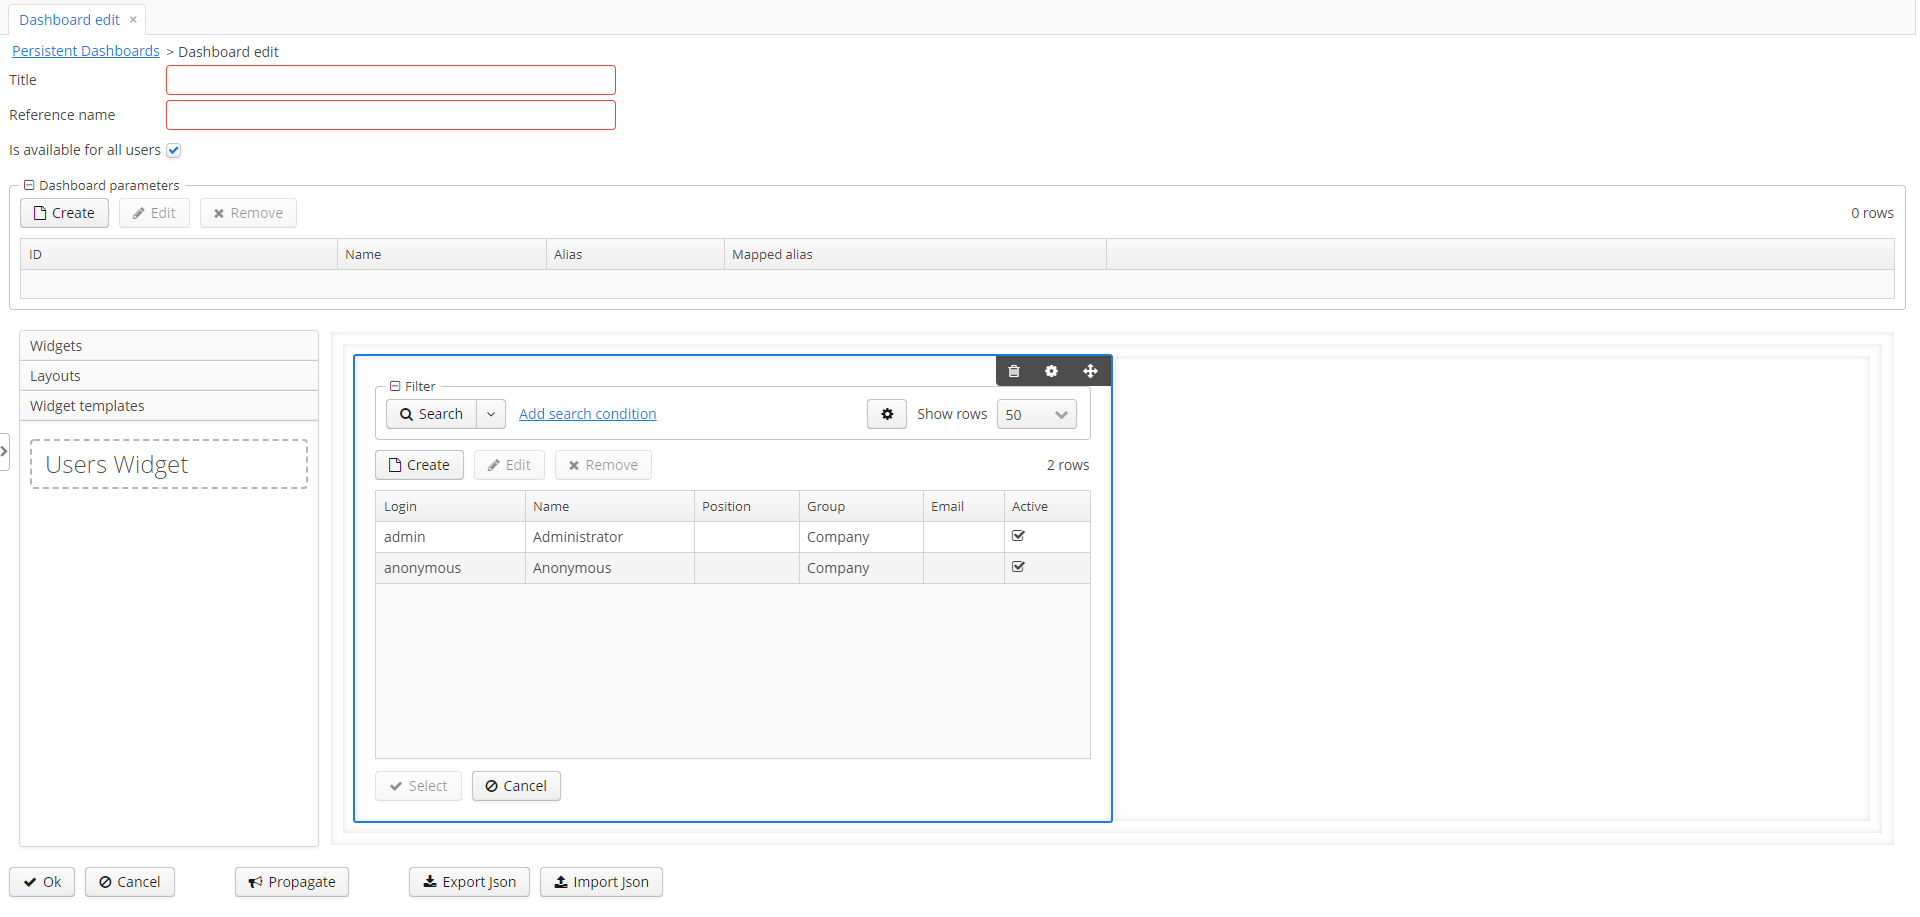 Dashboard edit ×
Persistent Dashboards > Dashboard edit
Title
Reference name
Is available for all users
Dashboard parameters
Create Edit Remove 0 rows
ID Name Alias Mapped alias
Widgets
Layouts
Widget templates
Users Widget
Filter
Search Add search condition Show rows 50
Create Edit Remove 2 rows
Login Name Position Group Email Active
admin Administrator Company
anonymous Anonymous Company
Select Cancel
Ok Cancel Propagate Export Json Import Json